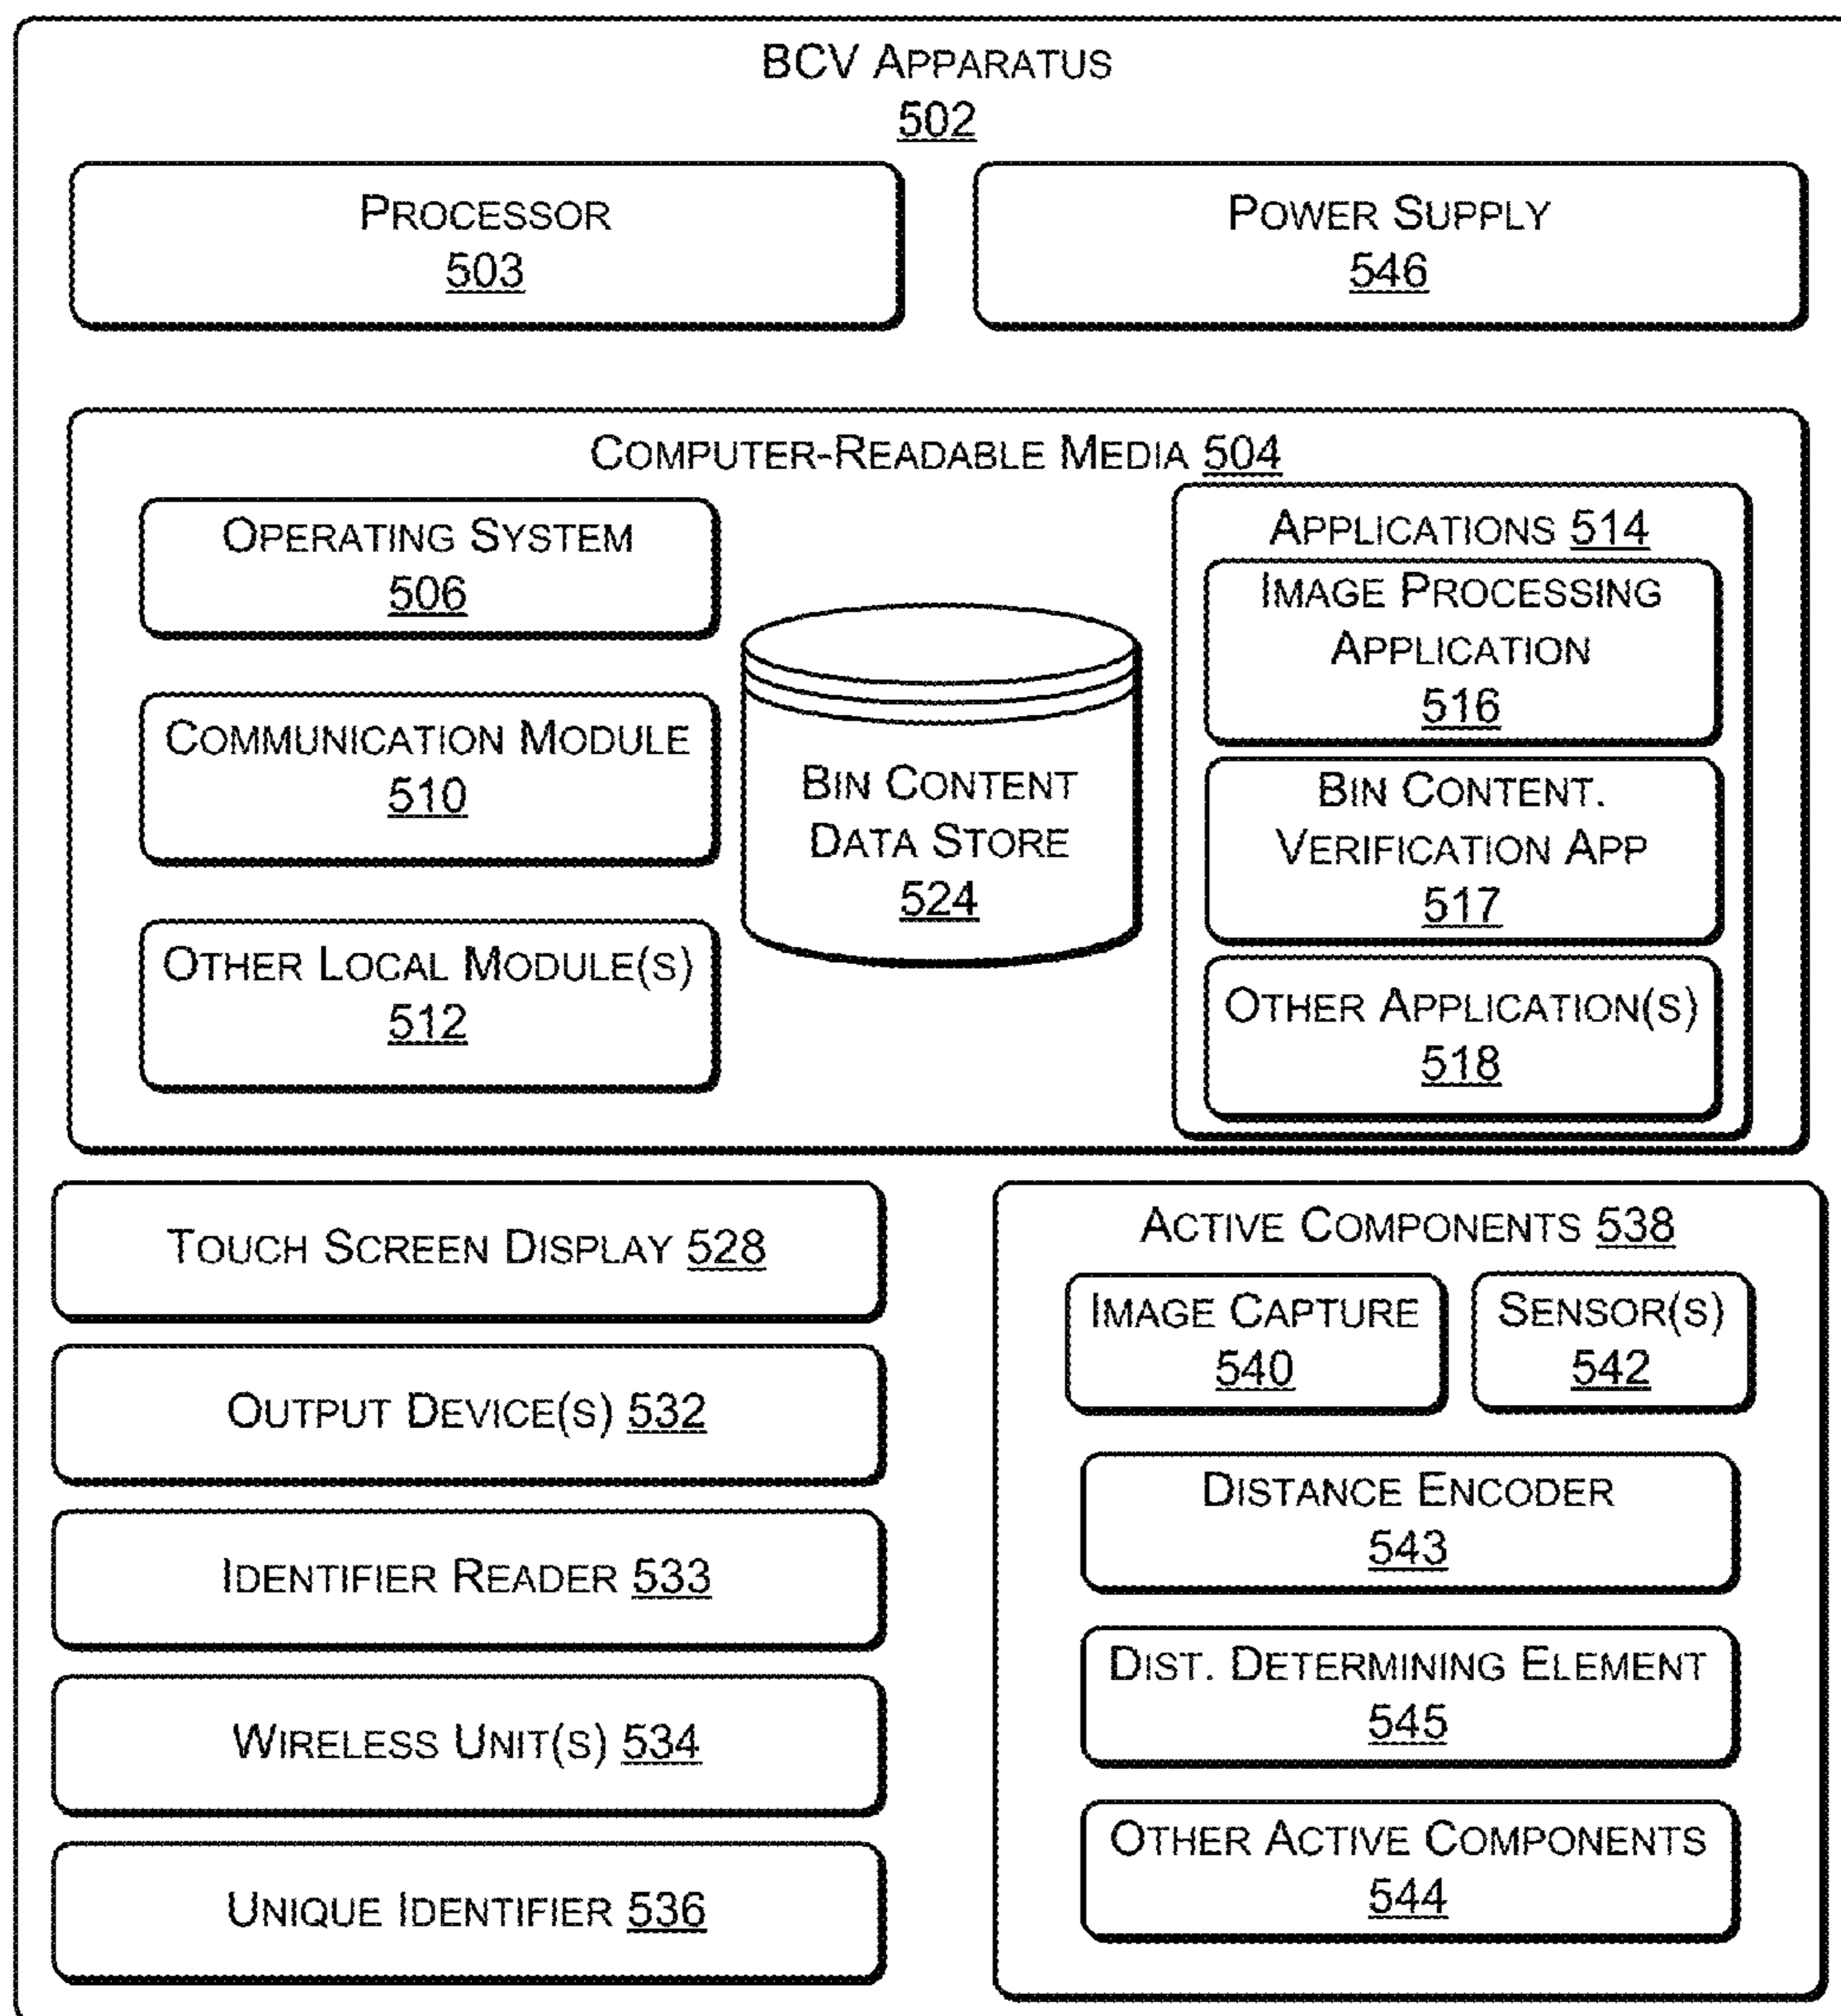 BCV APPARATUS
502
PROCESSOR
503
POWER SUPPLY
546
COMPUTER-READABLE MEDIA 504
OPERATING SYSTEM
506
COMMUNICATION MODULE
510
OTHER LOCAL MODULE(S)
512
BIN CONTENT
DATA STORE
524
APPLICATIONS 514
IMAGE PROCESSING
APPLICATION
516
BIN CONTENT.
VERIFICATION APP
517
OTHER APPLICATION(S)
518
TOUCH SCREEN DISPLAY 528
OUTPUT DEVICE(S) 532
IDENTIFIER READER 533
WIRELESS UNIT(S) 534
UNIQUE IDENTIFIER 536
ACTIVE COMPONENTS 538
IMAGE CAPTURE
540
SENSOR(S)
542
DISTANCE ENCODER
543
DIST. DETERMINING ELEMENT
545
OTHER ACTIVE COMPONENTS
544